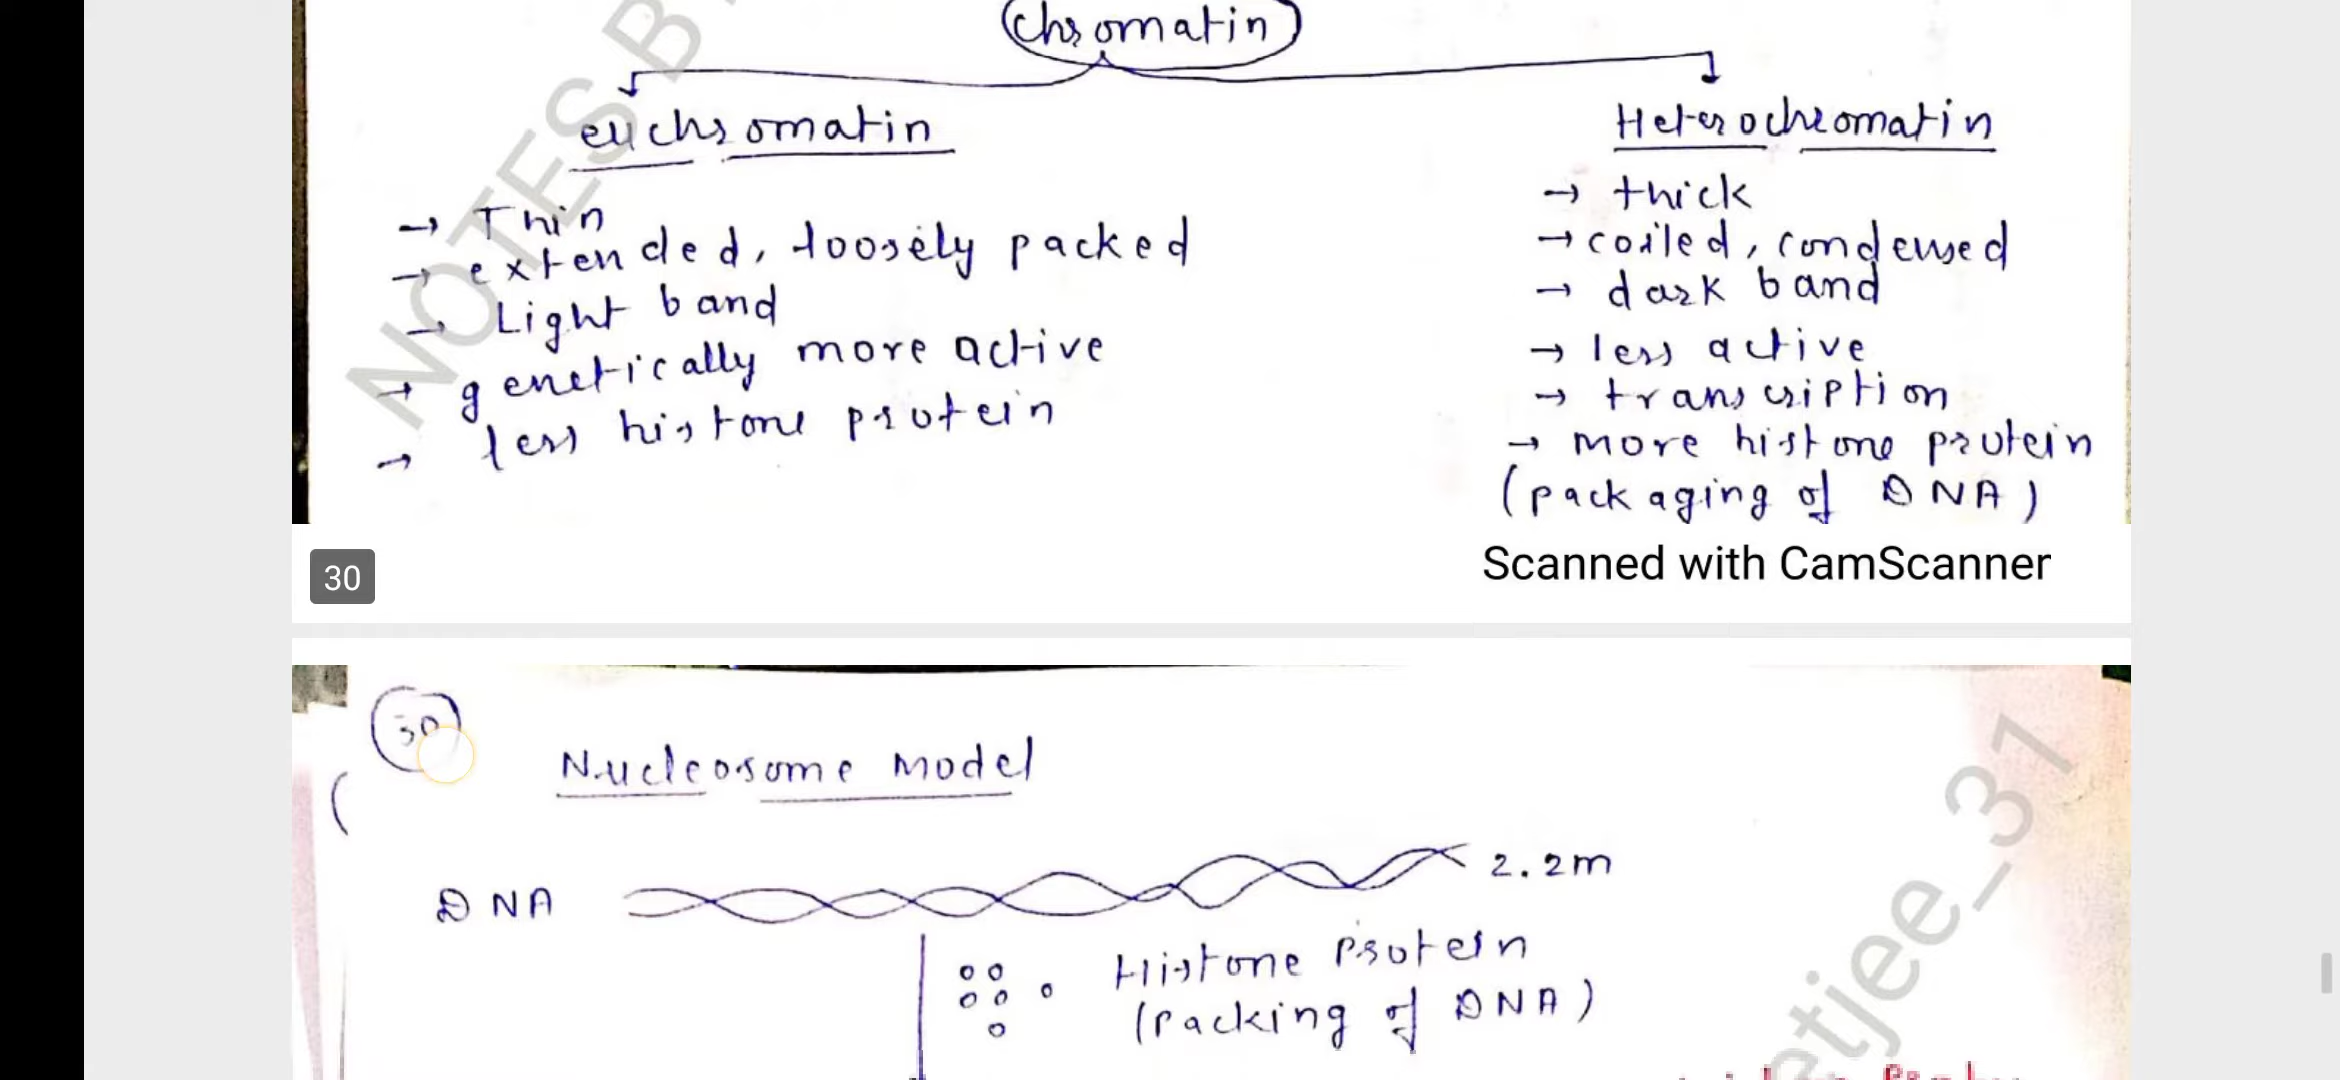 Chromatin
euchromatin
Heterochromatin
→ Thin
→ extended, loosely packed
→ Light band
→ genetically more active
→ less histone protein
→ thick
→ coiled, condensed
→ dark band
→ less active
→ transcription
→ more histone protein
(packaging of DNA)
NOTES B
30
Scanned with CamScanner
30
Nucleosome Model
DNA
2.2m
Histone Protein
(Packing of DNA)
etjee_31